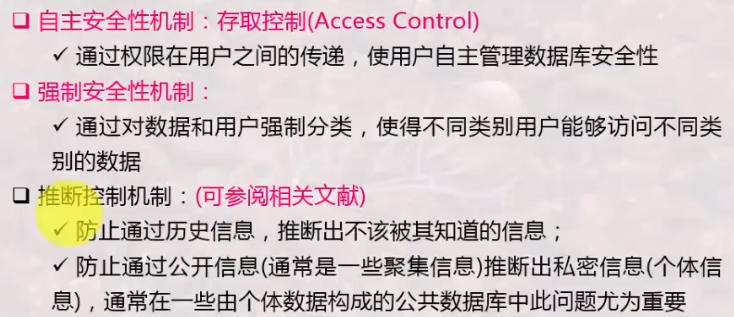 ❑ 自主安全性机制：存取控制(Access Control)
✓ 通过权限在用户之间的传递，使用户自主管理数据库安全性
❑ 强制安全性机制：
✓ 通过对数据和用户强制分类，使得不同类别用户能够访问不同类
别的数据
❑ 推断控制机制：(可参阅相关文献)
✓ 防止通过历史信息，推断出不该被其知道的信息；
✓ 防止通过公开信息(通常是一些聚集信息)推断出私密信息(个体信
息)，通常在一些由个体数据构成的公共数据库中此问题尤为重要